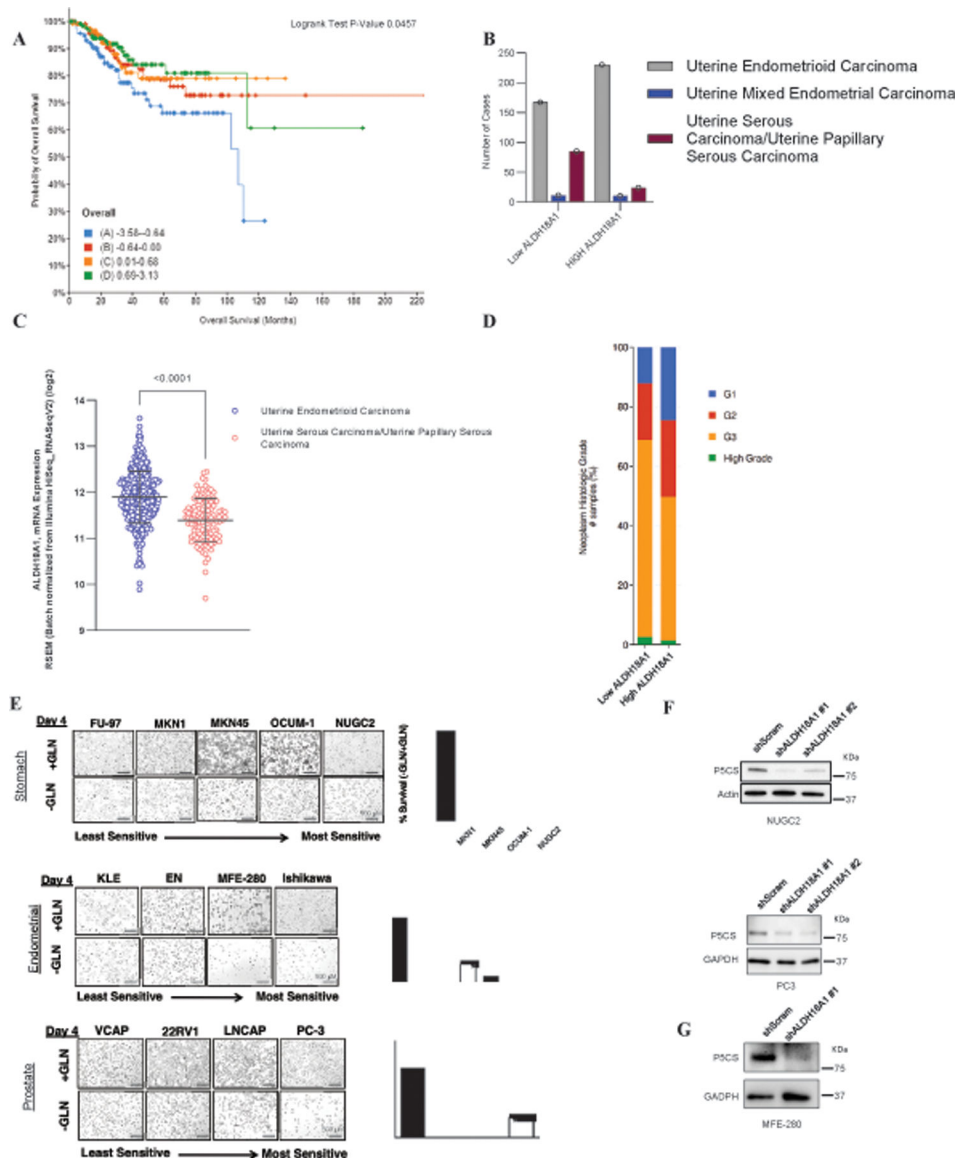 A
Logrank Test P-Value 0.0457
100%
90%
80%
70%
60%
50%
40%
30%
20%
10%
0%
Probability of Overall Survival
Overall
(A) -3.58--0.64
(B) -0.64-0.00
(C) 0.01-0.68
(D) 0.69-3.13
0 20 40 60 80 100 120 140 160 180 200 220
Overall Survival (Months)
B
250
200
150
100
50
0
Number of Cases
Low ALDH18A1
HIGH ALDH18A1
Uterine Endometrioid Carcinoma
Uterine Mixed Endometrial Carcinoma
Uterine Serous
Carcinoma/Uterine Papillary
Serous Carcinoma
C
<0.0001
14
13
12
11
10
9
ALDH18A1, mRNA Expression
RSEM (Batch normalized from Illumina HiSeq_RNASeqV2) (log2)
Uterine Endometrioid Carcinoma
Uterine Serous Carcinoma/Uterine Papillary Serous
Carcinoma
D
100
80
60
40
20
0
Neoplasm Histologic Grade
# samples (%)
Low ALDH18A1
High ALDH18A1
G1
G2
G3
High Grade
E
Day 4
FU-97 MKN1 MKN45 OCUM-1 NUGC2
Stomach
+GLN
-GLN
500 µM
Least Sensitive Most Sensitive
% Survival (-GLN/+GLN)
MKN1
MKN45
OCUM-1
NUGC2
Day 4
KLE EN MFE-280 Ishikawa
Endometrial
+GLN
-GLN
500 µM
Least Sensitive Most Sensitive
Day 4
VCAP 22RV1 LNCAP PC-3
Prostate
+GLN
-GLN
Least Sensitive Most Sensitive
F
shScram
shALDH18A1 #1
shALDH18A1 #2
KDa
P5CS
75
Actin
37
NUGC2
shScram
shALDH18A1 #1
shALDH18A1 #2
KDa
P5CS
75
GAPDH
37
PC3
G
shScram
shALDH18A1 #1
KDa
P5CS
75
GADPH
37
MFE-280